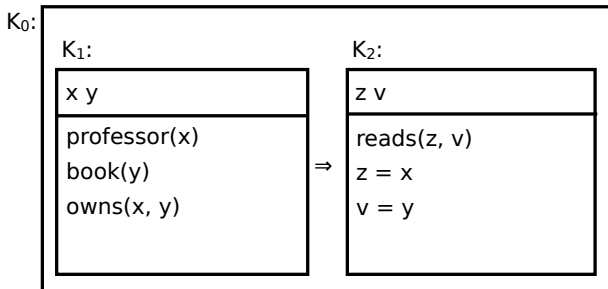 K₀:
K₁:
x y
professor(x)
book(y)
owns(x, y)
⇒
K₂:
z v
reads(z, v)
z = x
v = y